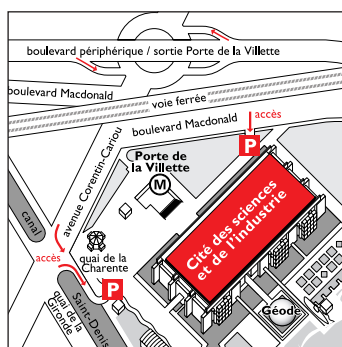 boulevard périphérique / sortie Porte de la Villette
boulevard Macdonald
voie ferrée
boulevard Macdonald
accès
P
avenue Corentin-Cariou
Porte de
la Villette
M
Cité des sciences
et de l'industrie
canal
accès
quai de la
Charente
P
Saint-Denis
quai de la
Gironde
Géode